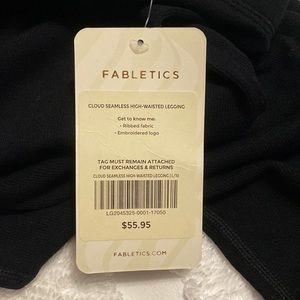 FABLETICS
CLOUD SEAMLESS HIGH-WAISTED LEGGING
Get to know me:
• Ribbed fabric
• Embroidered logo
TAG MUST REMAIN ATTACHED
FOR EXCHANGES & RETURNS
CLOUD SEAMLESS HIGH-WAISTED LEGGING
LG2045325-0001-17050
$55.95
FABLETICS.COM